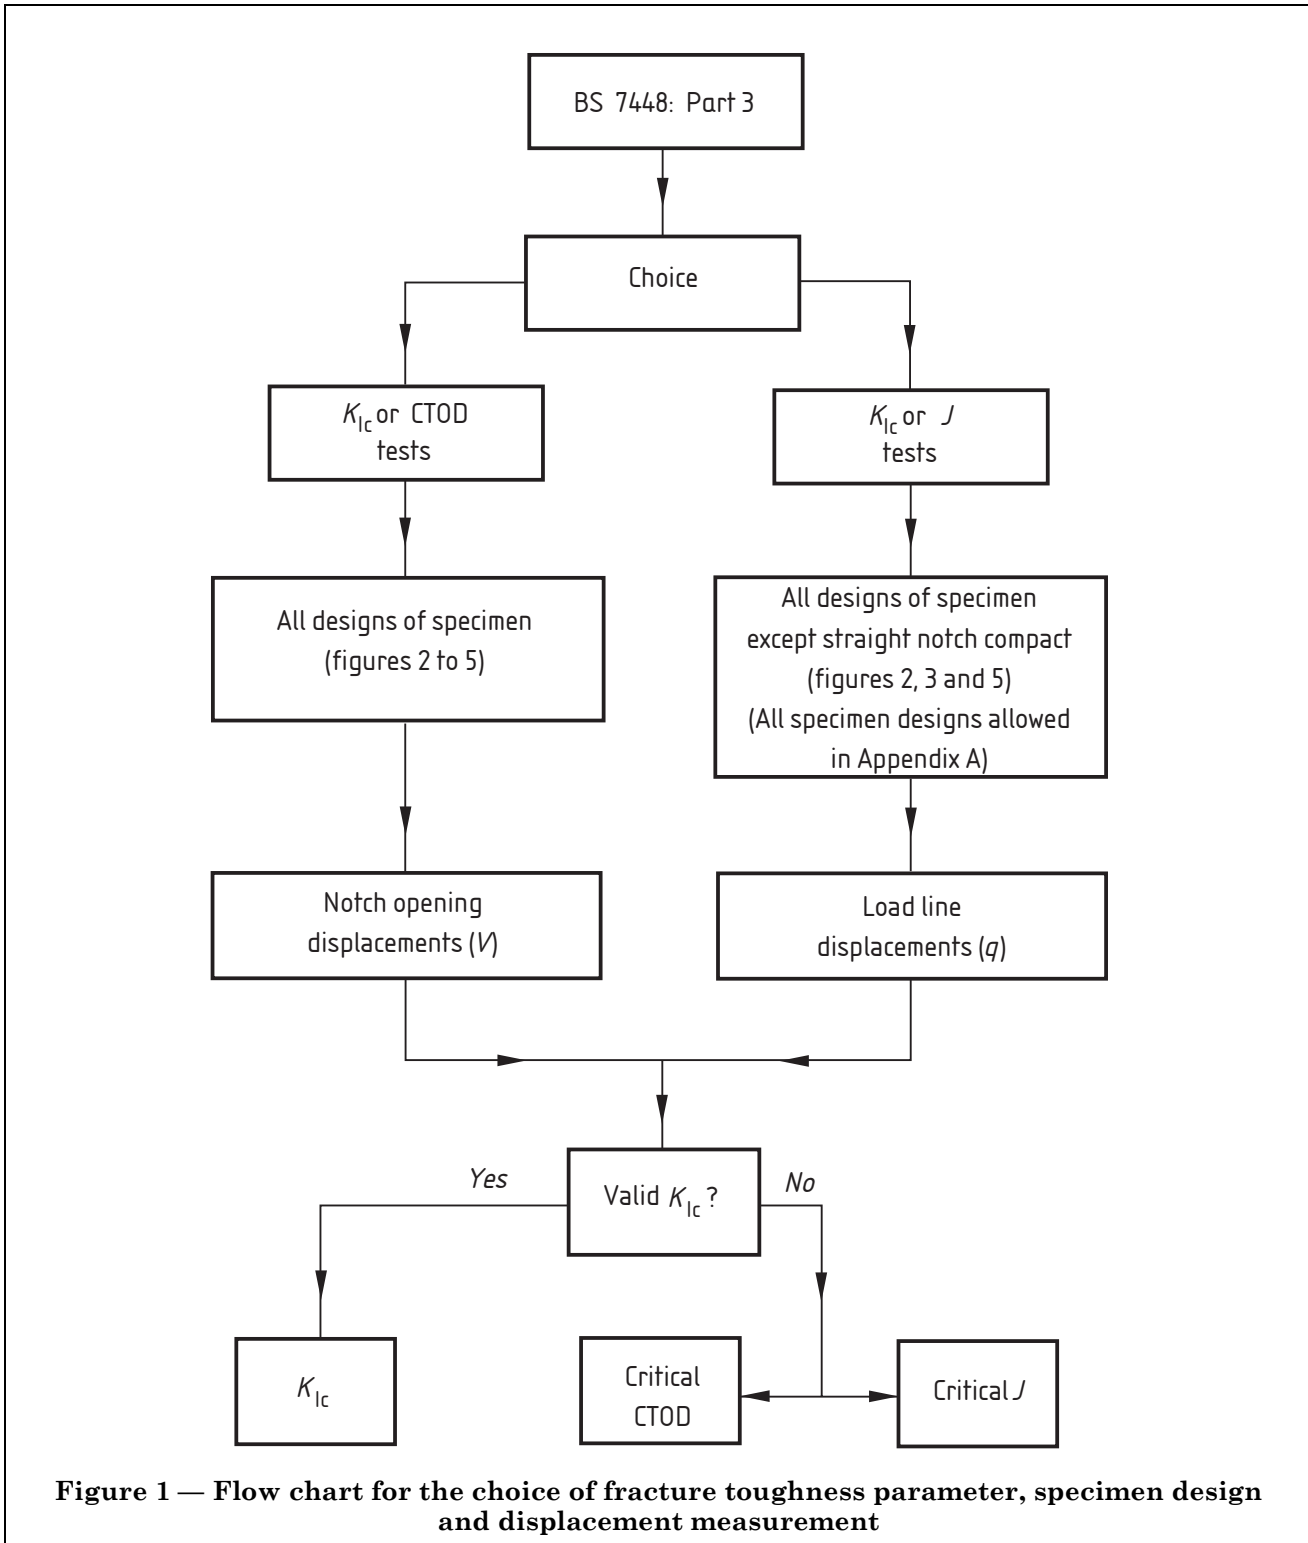 BS 7448: Part 3
Choice
KIc or CTOD
tests
KIc or J
tests
All designs of specimen
(figures 2 to 5)
All designs of specimen
except straight notch compact
(figures 2, 3 and 5)
(All specimen designs allowed
in Appendix A)
Notch opening
displacements (V)
Load line
displacements (q)
Yes
Valid KIc ?
No
KIc
Critical
CTOD
Critical J
Figure 1 — Flow chart for the choice of fracture toughness parameter, specimen design
and displacement measurement